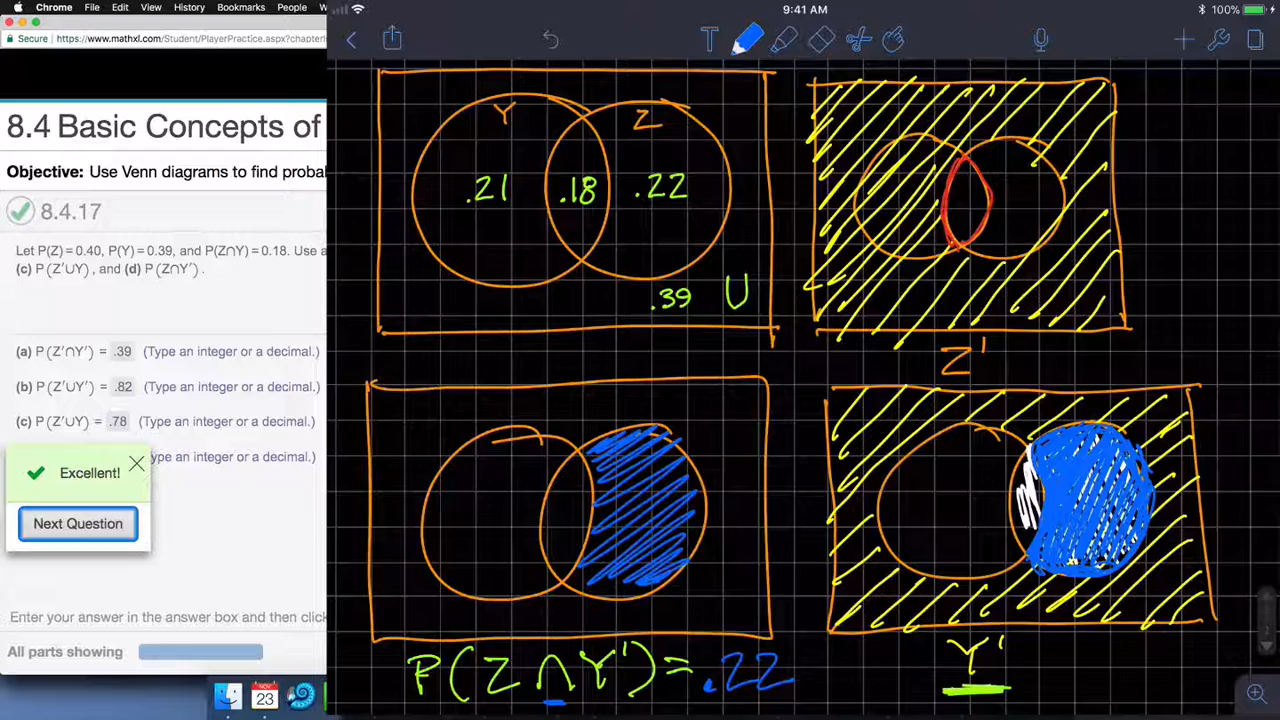 Chrome File Edit View History Bookmarks People
9:41 AM
100%
Secure https://www.mathxl.com/Student/PlayerPractice.aspx?chapter
8.4 Basic Concepts of
Objective: Use Venn diagrams to find proba
8.4.17
Let P(Z) = 0.40, P(Y) = 0.39, and P(Z∩Y) = 0.18. Use a
(c) P(Z′∪Y), and (d) P(Z∩Y′).
(a) P(Z′∩Y′) = .39 (Type an integer or a decimal.)
(b) P(Z′∪Y′) = .82 (Type an integer or a decimal.)
(c) P(Z′∪Y) = .78 (Type an integer or a decimal.)
ype an integer or a decimal.)
Excellent!
Next Question
Enter your answer in the answer box and then click
All parts showing
NOV
23
T
Y Z
.21 .18 .22
.39 U
Z'
P(Z∩Y')=.22
Y'